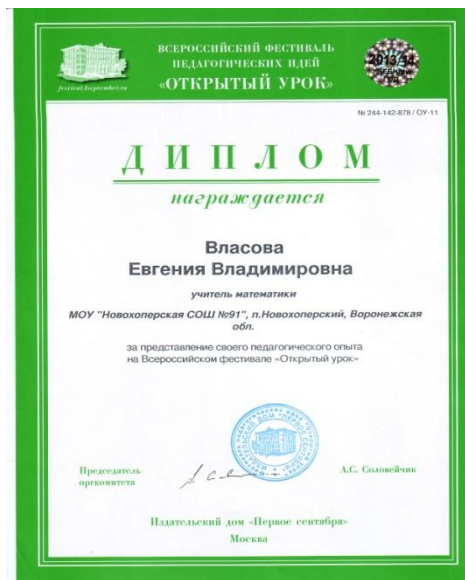 ВСЕРОССИЙСКИЙ ФЕСТИВАЛЬ
ПЕДАГОГИЧЕСКИХ ИДЕЙ
«ОТКРЫТЫЙ УРОК»
festival.1september.ru
2013/14
№ 244-142-878 / ОУ-11
ДИПЛОМ
награждается
Власова
Евгения Владимировна
учитель математики
МОУ "Новохоперская СОШ №91", п.Новохоперский, Воронежская
обл.
за представление своего педагогического опыта
на Всероссийском фестивале «Открытый урок»
Председатель
оргкомитета
А.С. Соловейчик
Издательский дом «Первое сентября»
Москва